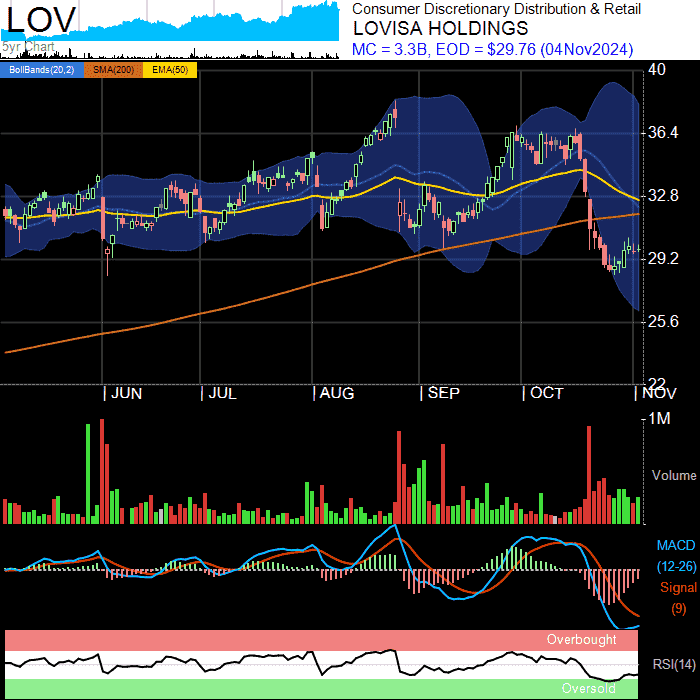 LOV
5yr Chart
Consumer Discretionary Distribution & Retail
LOVISA HOLDINGS
MC = 3.3B, EOD = $29.76 (04Nov2024)
BollBands(20,2) SMA(200) EMA(50)
40
36.4
32.8
29.2
25.6
22
JUN JUL AUG SEP OCT NOV
1M
Volume
MACD
(12-26)
Signal
(9)
Overbought
RSI(14)
Oversold